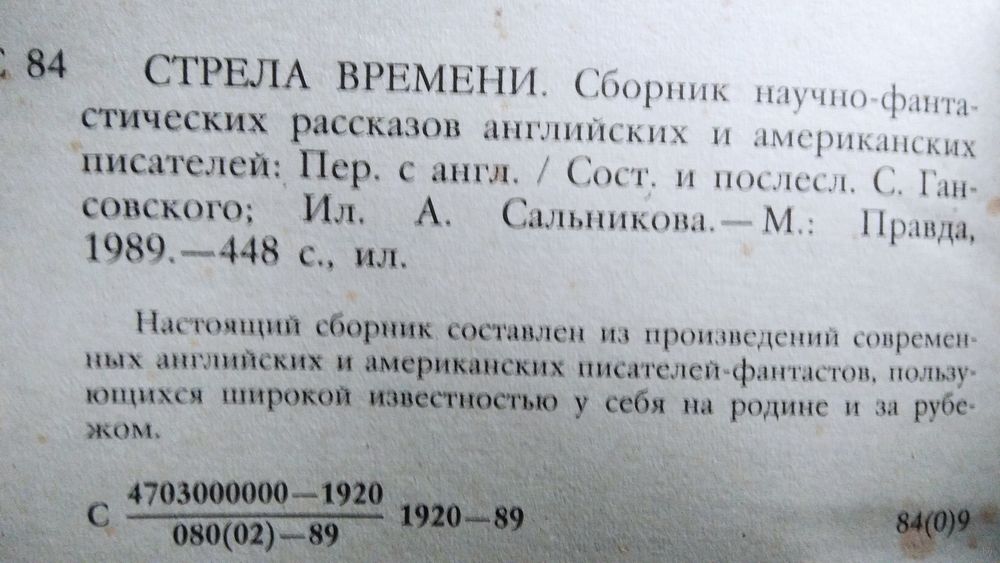 С 84 СТРЕЛА ВРЕМЕНИ. Сборник научно-фанта-
стических рассказов английских и американских
писателей: Пер. с англ. / Сост. и послесл. С. Ган-
совского; Ил. А. Сальникова.— М.: Правда,
1989.—448 с., ил.
Настоящий сборник составлен из произведений современ-
ных английских и американских писателей-фантастов, пользу-
ющихся широкой известностью у себя на родине и за рубе-
жом.
4703000000—1920
С 1920—89 84(0)9
080(02)—89